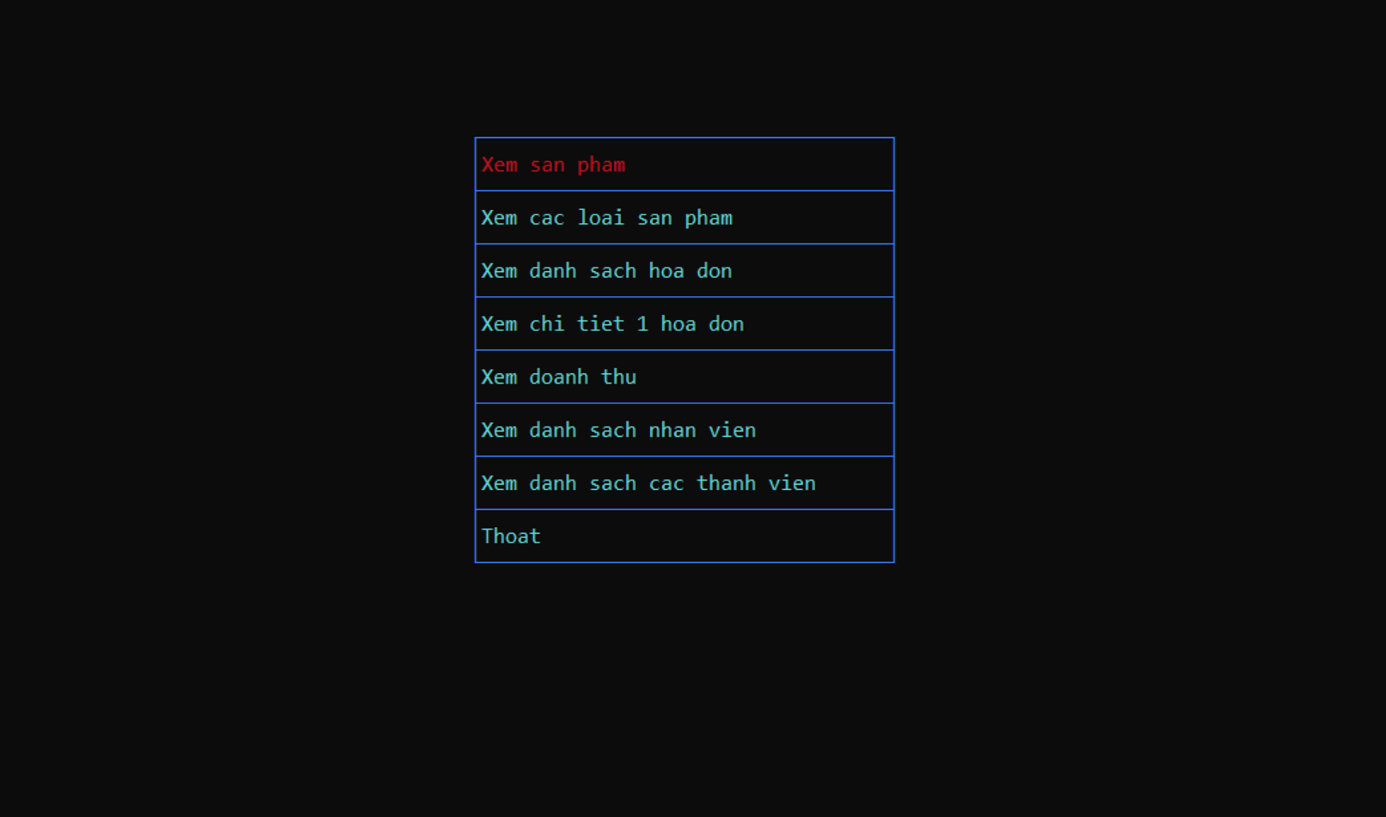 Xem san pham
Xem cac loai san pham
Xem danh sach hoa don
Xem chi tiet 1 hoa don
Xem doanh thu
Xem danh sach nhan vien
Xem danh sach cac thanh vien
Thoat